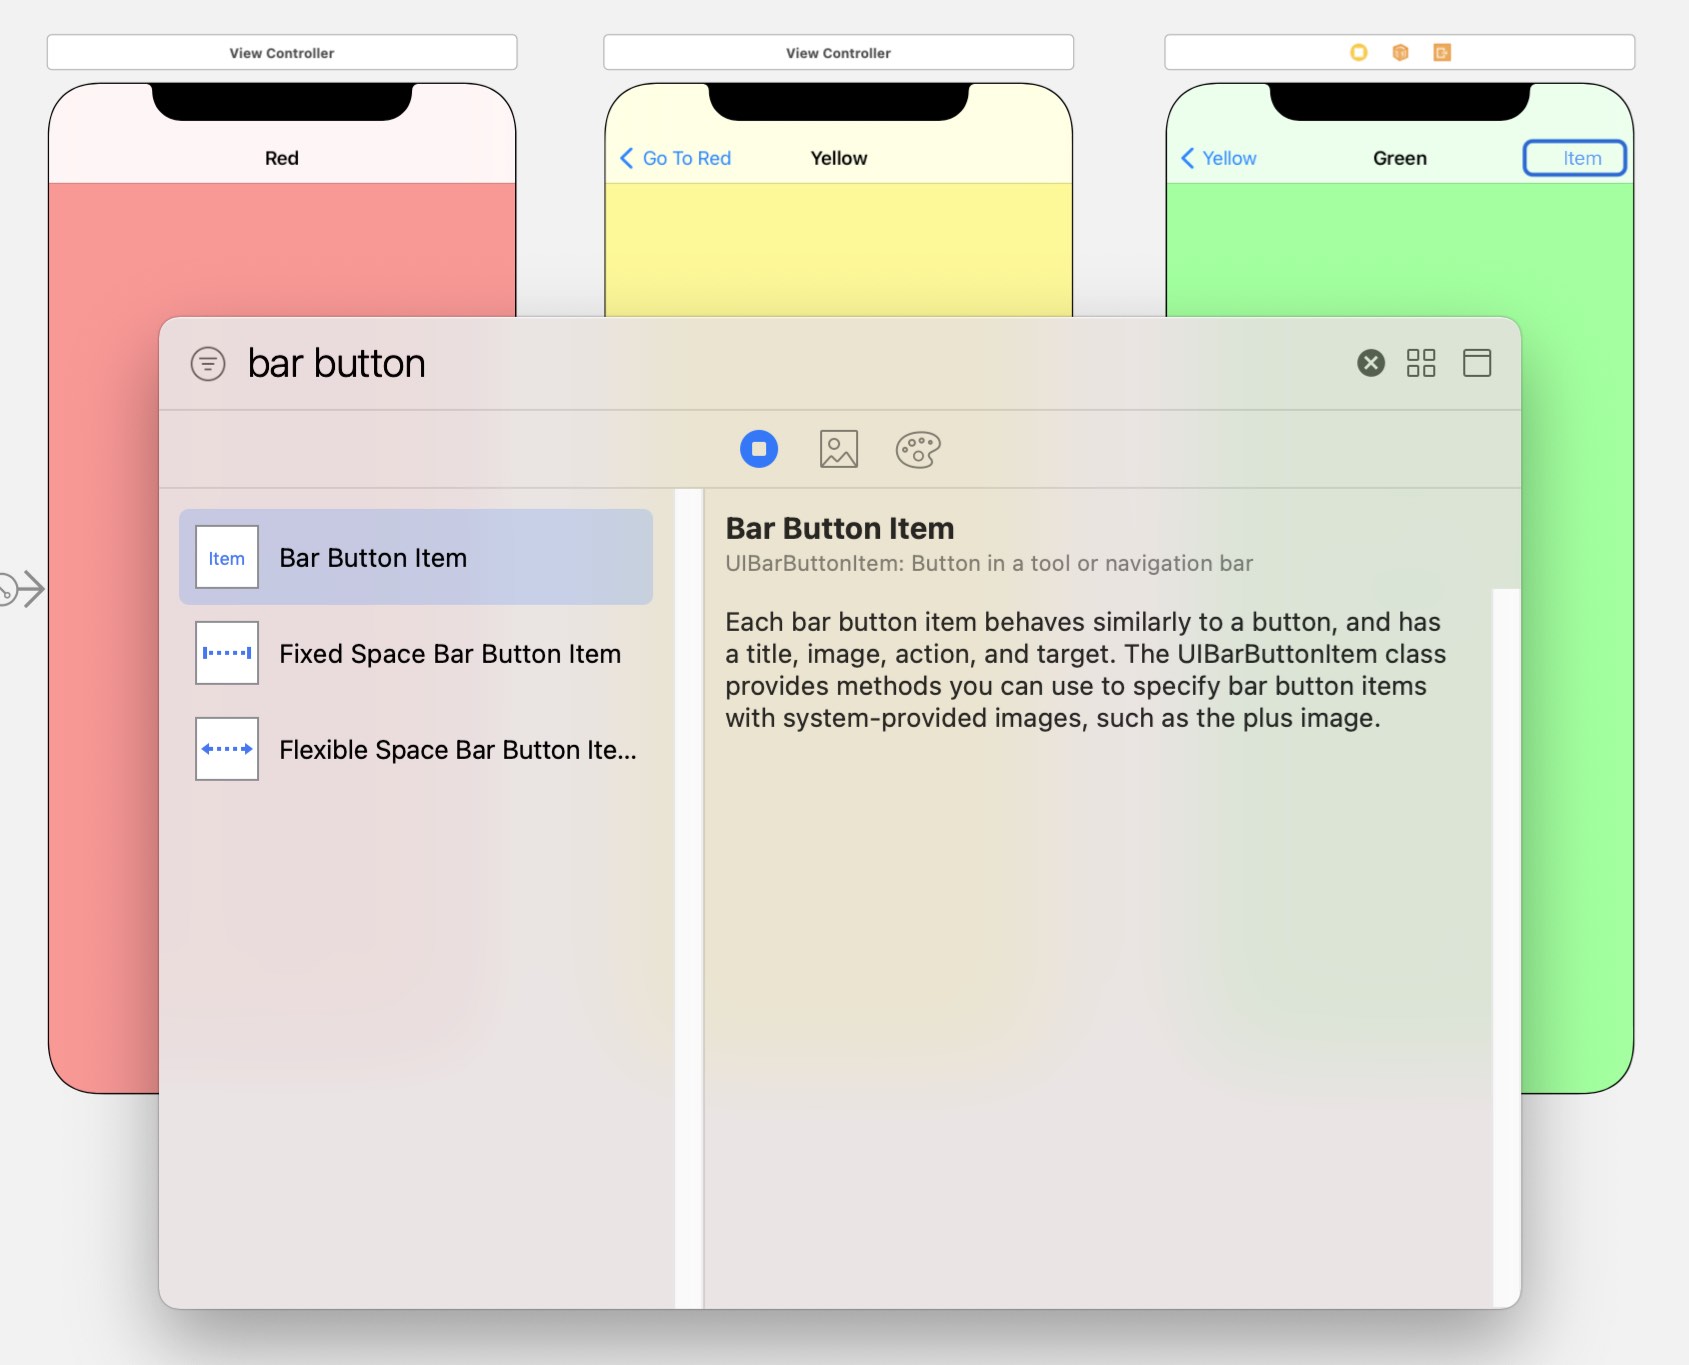 View Controller
View Controller
Red
Go To Red
Yellow
Yellow
Green
Item
bar button
Item
Bar Button Item
Fixed Space Bar Button Item
Flexible Space Bar Button Ite...
Bar Button Item
UIBarButtonItem: Button in a tool or navigation bar
Each bar button item behaves similarly to a button, and has
a title, image, action, and target. The UIBarButtonItem class
provides methods you can use to specify bar button items
with system-provided images, such as the plus image.